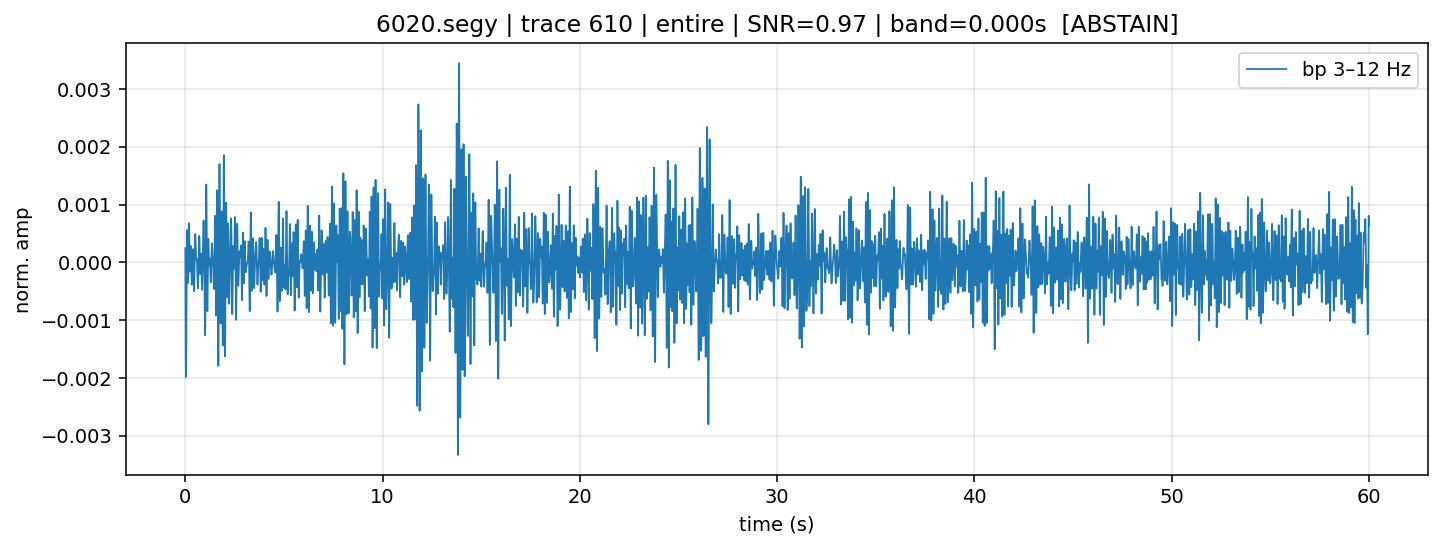 6020.segy | trace 610 | entire | SNR=0.97 | band=0.000s  [ABSTAIN]
bp 3–12 Hz
norm. amp
0.003
0.002
0.001
0.000
−0.001
−0.002
−0.003
0 10 20 30 40 50 60
time (s)